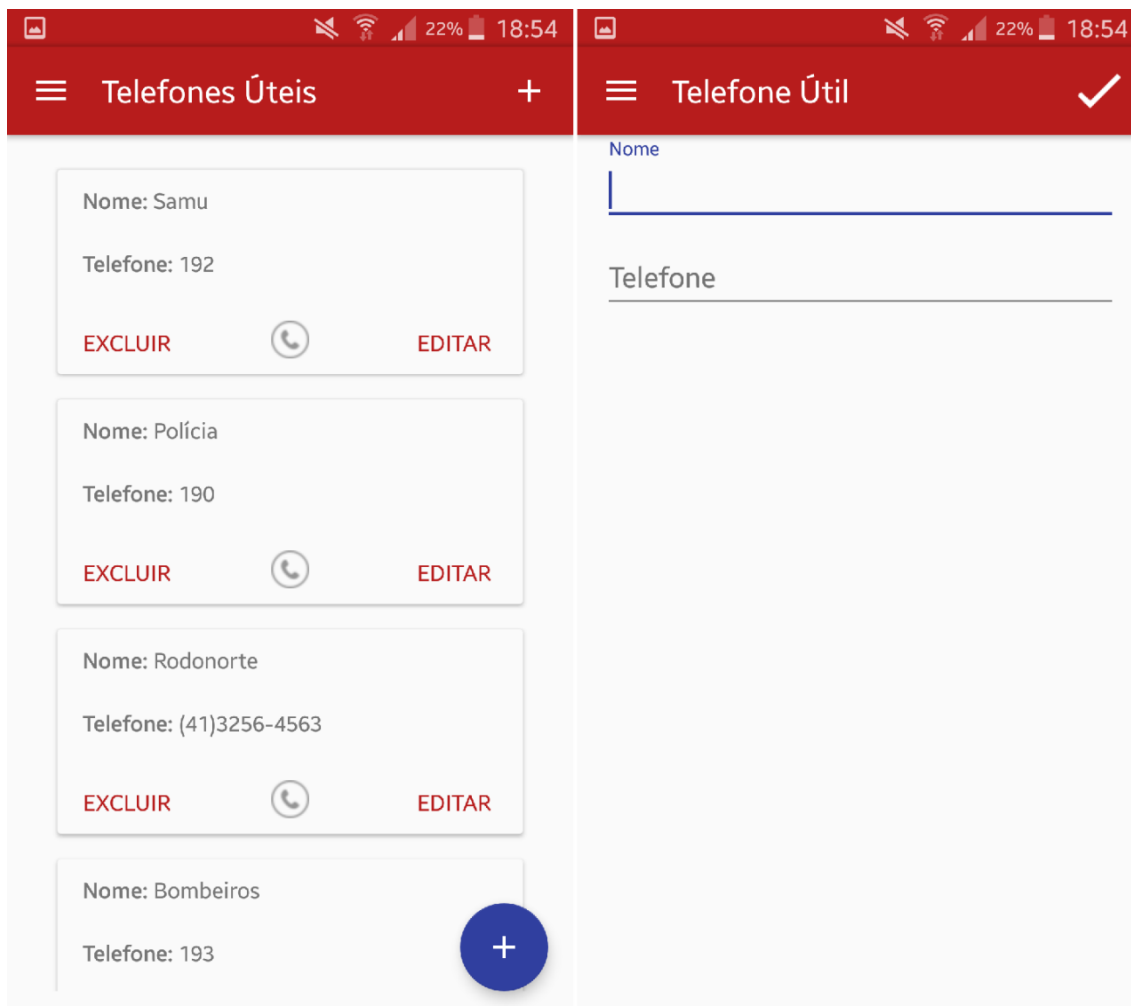 22% 18:54
Telefones Úteis +
Nome: Samu
Telefone: 192
EXCLUIR EDITAR
Nome: Polícia
Telefone: 190
EXCLUIR EDITAR
Nome: Rodonorte
Telefone: (41)3256-4563
EXCLUIR EDITAR
Nome: Bombeiros
Telefone: 193
+
22% 18:54
Telefone Útil
Nome
Telefone